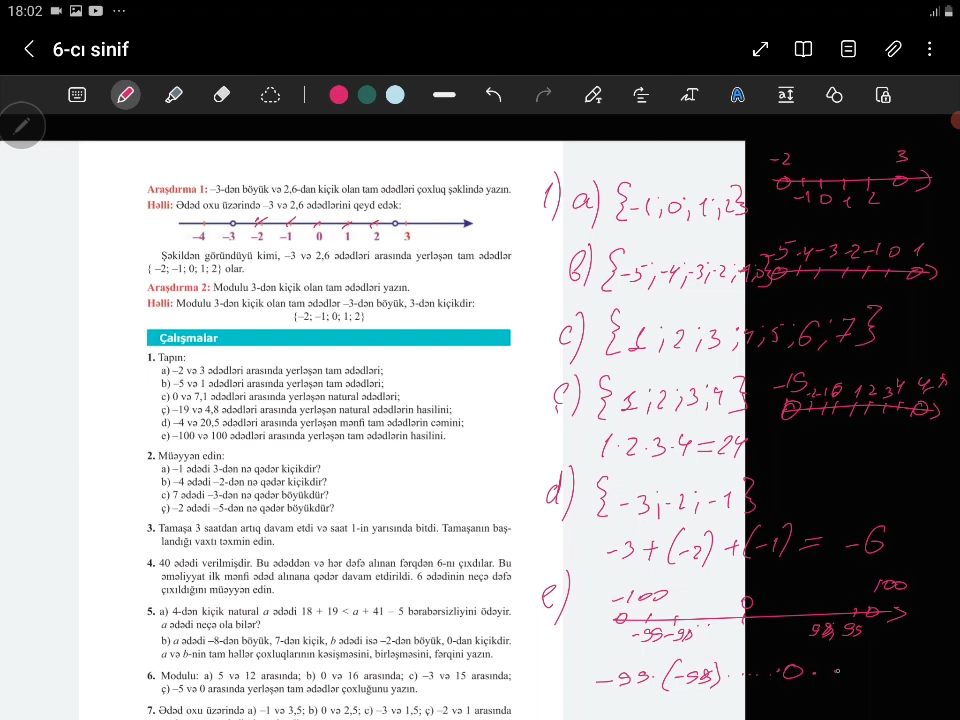 18:02
6-cı sinif
Araşdırma 1: –3-dən böyük və 2,6-dan kiçik olan tam ədədləri çoxluq şəklində yazın.
Həlli: Ədəd oxu üzərində –3 və 2,6 ədədlərini qeyd edək:
–4 –3 –2 –1 0 1 2 3
Şəkildən göründüyü kimi, –3 və 2,6 ədədləri arasında yerləşən tam ədədlər
{ –2; –1; 0; 1; 2} olar.
Araşdırma 2: Modulu 3-dən kiçik olan tam ədədləri yazın.
Həlli: Modulu 3-dən kiçik olan tam ədədlər –3-dən böyük, 3-dən kiçikdir:
{–2; –1; 0; 1; 2}
Çalışmalar
1. Tapın:
a) –2 və 3 ədədləri arasında yerləşən tam ədədləri;
b) –5 və 1 ədədləri arasında yerləşən tam ədədləri;
c) 0 və 7,1 ədədləri arasında yerləşən natural ədədləri;
ç) –19 və 4,8 ədədləri arasında yerləşən natural ədədlərin hasilini;
d) –4 və 20,5 ədədləri arasında yerləşən mənfi tam ədədlərin cəmini;
e) –100 və 100 ədədləri arasında yerləşən tam ədədlərin hasilini.
2. Müəyyən edin:
a) –1 ədədi 3-dən nə qədər kiçikdir?
b) –4 ədədi –2-dən nə qədər kiçikdir?
c) 7 ədədi –3-dən nə qədər böyükdür?
ç) –2 ədədi –5-dən nə qədər böyükdür?
3. Tamaşa 3 saatdan artıq davam etdi və saat 1-in yarısında bitdi. Tamaşanın baş-
landığı vaxtı təxmin edin.
4. 40 ədədi verilmişdir. Bu ədəddən və hər dəfə alınan fərqdən 6-nı çıxdılar. Bu
əməliyyat ilk mənfi ədəd alınana qədər davam etdirildi. 6 ədədinin neçə dəfə
çıxıldığını müəyyən edin.
5. a) 4-dən kiçik natural a ədədi 18 + 19 < a + 41 – 5 bərabərsizliyini ödəyir.
a ədədi neçə ola bilər?
b) a ədədi –8-dən böyük, 7-dən kiçik, b ədədi isə –2-dən böyük, 0-dan kiçikdir.
a və b-nin tam həllər çoxluqlarının kəsişməsini, birləşməsini, fərqini yazın.
6. Modulu: a) 5 və 12 arasında; b) 0 və 16 arasında; c) –3 və 15 arasında;
ç) –5 və 0 arasında yerləşən tam ədədlər çoxluğunu yazın.
7. Ədəd oxu üzərində a) –1 və 3,5; b) 0 və 2,5; c) –3 və 1,5; ç) –2 və 1 arasında
-2 3
-1 0 1 2
1) a) {-1; 0; 1; 2}
-5 -4 -3 -2 -1 0 1
b) {-5; -4; -3; -2; -1; 0}
c) {1; 2; 3; 4; 5; 6; 7}
ç) {1; 2; 3; 4}
1 2 3 4
1·2·3·4=24
d) {-3; -2; -1}
-3+(-2)+(-1)= -6
e) -100 0 100
-99 -98 98 99
-99·(-98)·.....·0·.